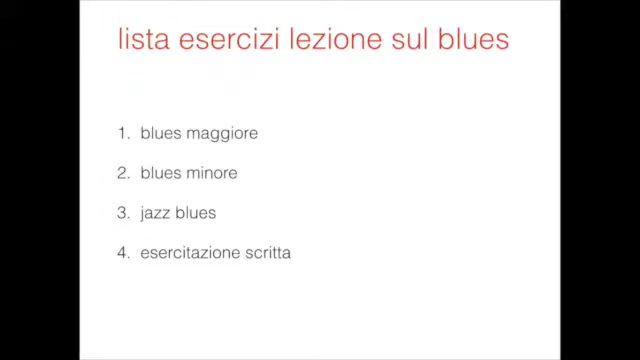 lista esercizi lezione sul blues
1. blues maggiore
2. blues minore
3. jazz blues
4. esercitazione scritta